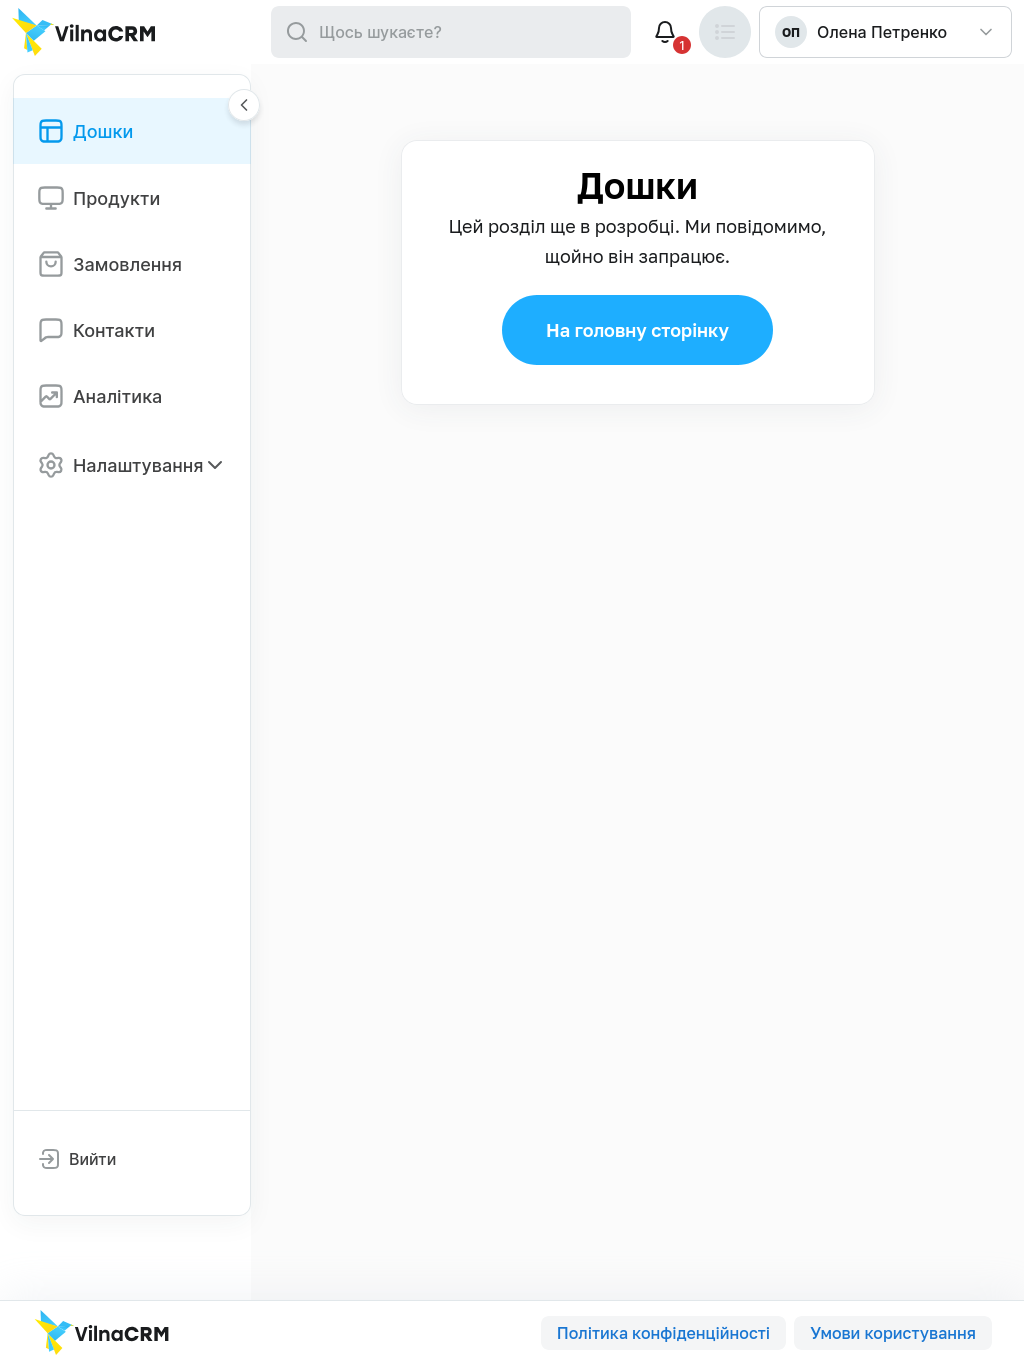 VilnaCRM
Щось шукаєте?
1
ОП
Олена Петренко
Дошки
Продукти
Замовлення
Контакти
Аналітика
Налаштування
Вийти
Дошки
Цей розділ ще в розробці. Ми повідомимо,
щойно він запрацює.
На головну сторінку
VilnaCRM
Політика конфіденційності
Умови користування